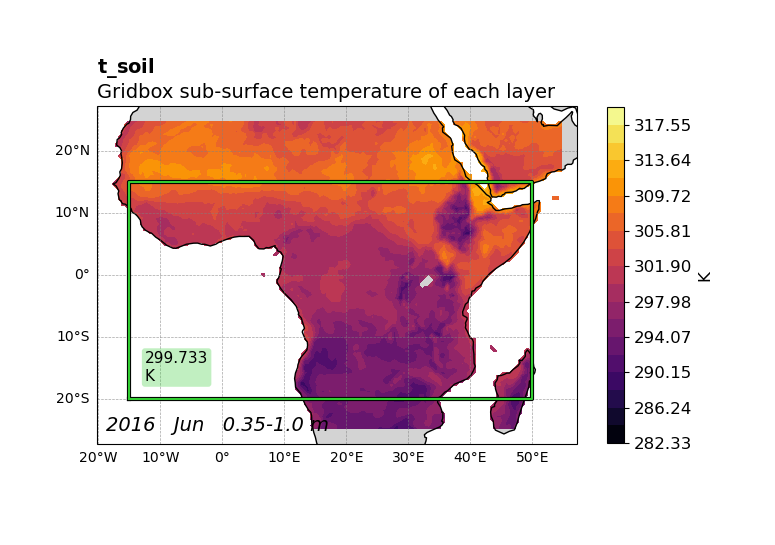 t_soil
Gridbox sub-surface temperature of each layer
20°N
10°N
0°
10°S
20°S
299.733
K
2016 Jun 0.35-1.0 m
20°W 10°W 0° 10°E 20°E 30°E 40°E 50°E
317.55
313.64
309.72
305.81
301.90
297.98
294.07
290.15
286.24
282.33
K